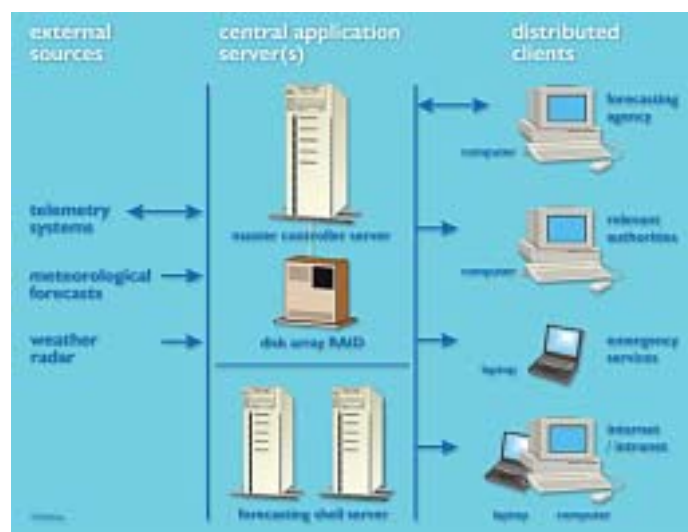 external
sources
central application
server(s)
distributed
clients
forecasting
agency
computer
telemetry
systems
master controller server
relevant
authorities
computer
meteorological
forecasts
weather
radar
disk array RAID
emergency
services
laptop
internet
/ intranet
forecasting shell server
laptop
computer